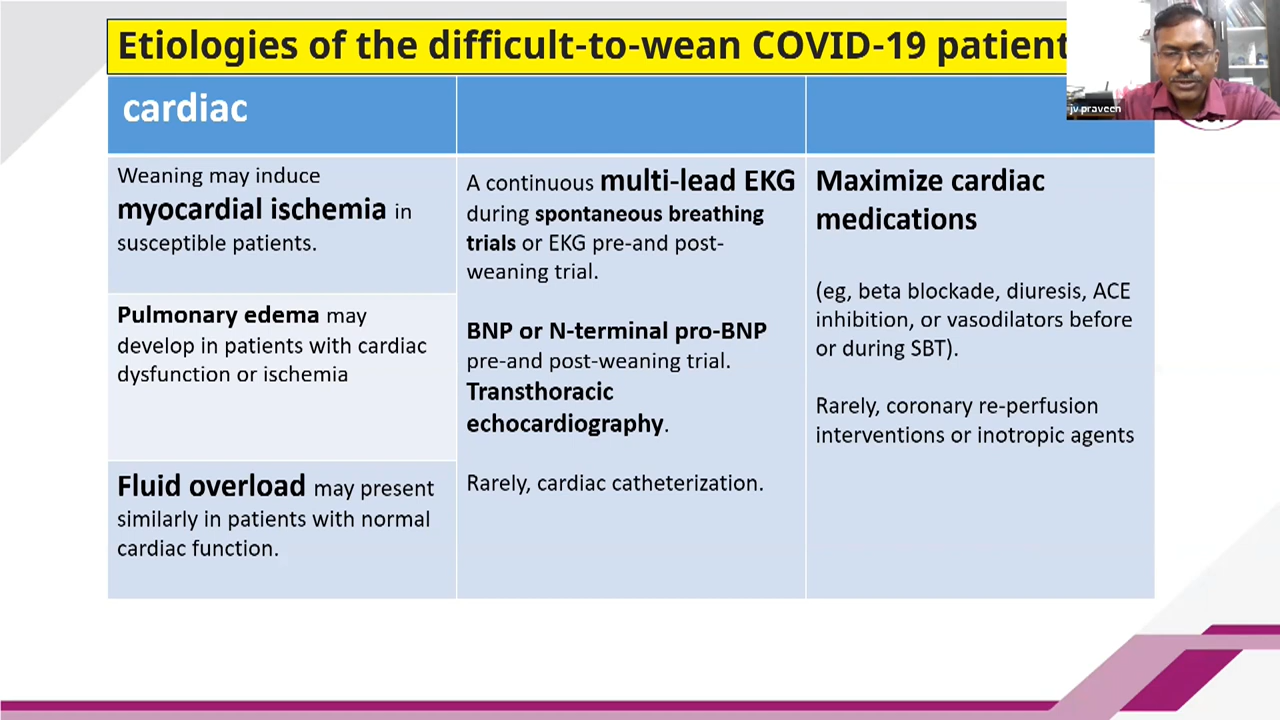 Etiologies of the difficult-to-wean COVID-19 patient
jv praveen
cardiac
Weaning may induce
myocardial ischemia in
susceptible patients.
Pulmonary edema may
develop in patients with cardiac
dysfunction or ischemia
Fluid overload may present
similarly in patients with normal
cardiac function.
A continuous multi-lead EKG
during spontaneous breathing
trials or EKG pre-and post-
weaning trial.
BNP or N-terminal pro-BNP
pre-and post-weaning trial.
Transthoracic
echocardiography.
Rarely, cardiac catheterization.
Maximize cardiac
medications
(eg, beta blockade, diuresis, ACE
inhibition, or vasodilators before
or during SBT).
Rarely, coronary re-perfusion
interventions or inotropic agents